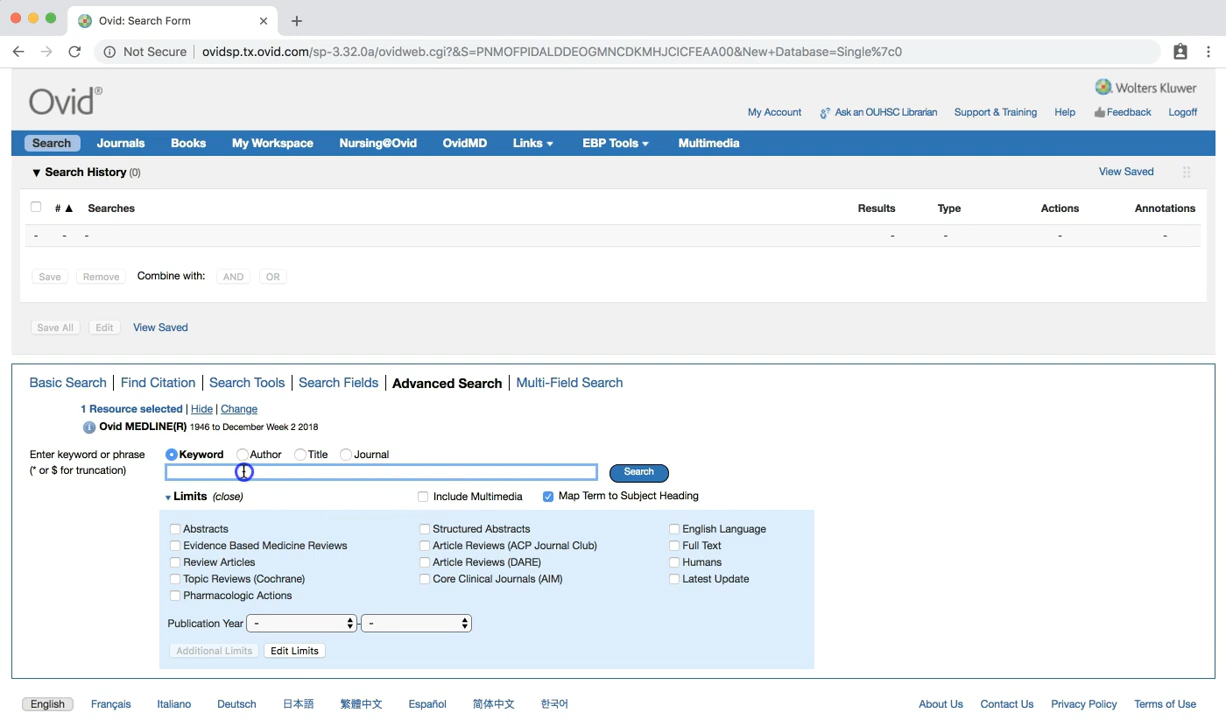 Ovid: Search Form
Not Secure ovidsp.tx.ovid.com/sp-3.32.0a/ovidweb.cgi?&S=PNMOFPIDALDDEOGMNCDKMHJCICFEAA00&New+Database=Single%7c0
Ovid® Wolters Kluwer
My Account Ask an OUHSC Librarian Support & Training Help Feedback Logoff
Search Journals Books My Workspace Nursing@Ovid OvidMD Links EBP Tools Multimedia
▼ Search History (0) View Saved
# ▲ Searches Results Type Actions Annotations
- - - - - - -
Save Remove Combine with: AND OR
Save All Edit View Saved
Basic Search | Find Citation | Search Tools | Search Fields | Advanced Search | Multi-Field Search
1 Resource selected | Hide | Change
Ovid MEDLINE(R) 1946 to December Week 2 2018
Enter keyword or phrase Keyword Author Title Journal
(* or $ for truncation) Search
Limits (close) Include Multimedia Map Term to Subject Heading
Abstracts Structured Abstracts English Language
Evidence Based Medicine Reviews Article Reviews (ACP Journal Club) Full Text
Review Articles Article Reviews (DARE) Humans
Topic Reviews (Cochrane) Core Clinical Journals (AIM) Latest Update
Pharmacologic Actions
Publication Year - - -
Additional Limits Edit Limits
English Français Italiano Deutsch 日本語 繁體中文 Español 简体中文 한국어 About Us Contact Us Privacy Policy Terms of Use